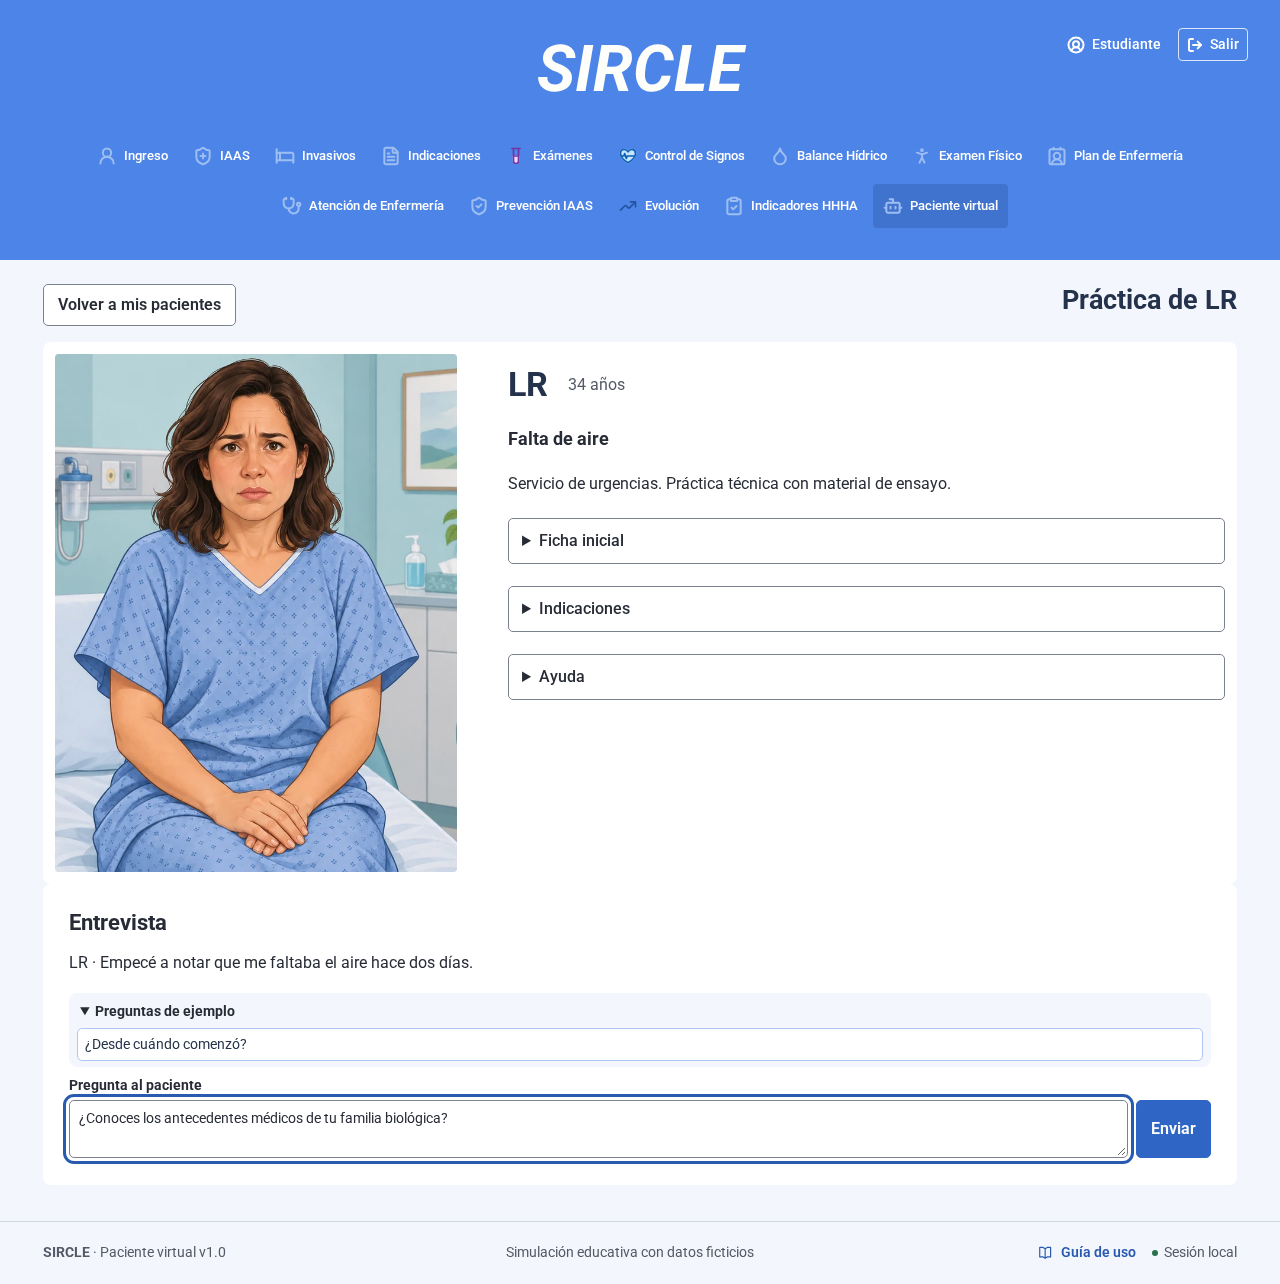 SIRCLE
Estudiante
Salir
Ingreso
IAAS
Invasivos
Indicaciones
Exámenes
Control de Signos
Balance Hídrico
Examen Físico
Plan de Enfermería
Atención de Enfermería
Prevención IAAS
Evolución
Indicadores HHHA
Paciente virtual
Volver a mis pacientes
Práctica de LR
LR 34 años
Falta de aire
Servicio de urgencias. Práctica técnica con material de ensayo.
Ficha inicial
Indicaciones
Ayuda
Entrevista
LR · Empecé a notar que me faltaba el aire hace dos días.
Preguntas de ejemplo
¿Desde cuándo comenzó?
Pregunta al paciente
¿Conoces los antecedentes médicos de tu familia biológica?
Enviar
SIRCLE · Paciente virtual v1.0
Simulación educativa con datos ficticios
Guía de uso
Sesión local